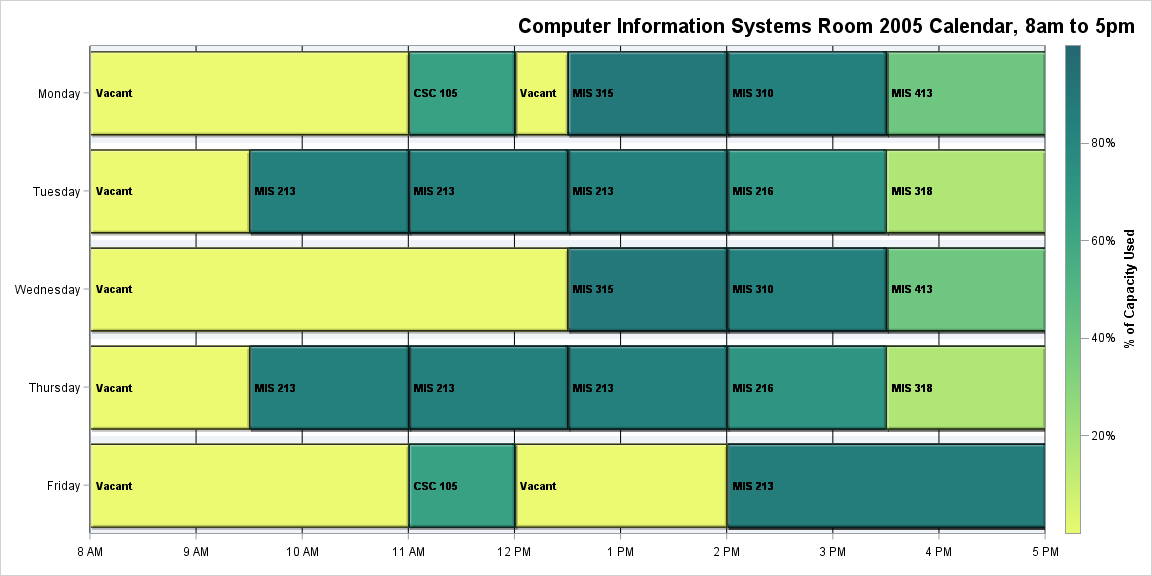 Computer Information Systems Room 2005 Calendar, 8am to 5pm
Monday
Vacant
CSC 105
Vacant
MIS 315
MIS 310
MIS 413
Tuesday
Vacant
MIS 213
MIS 213
MIS 213
MIS 216
MIS 318
Wednesday
Vacant
MIS 315
MIS 310
MIS 413
Thursday
Vacant
MIS 213
MIS 213
MIS 213
MIS 216
MIS 318
Friday
Vacant
CSC 105
Vacant
MIS 213
8 AM
9 AM
10 AM
11 AM
12 PM
1 PM
2 PM
3 PM
4 PM
5 PM
80%
60%
40%
20%
% of Capacity Used